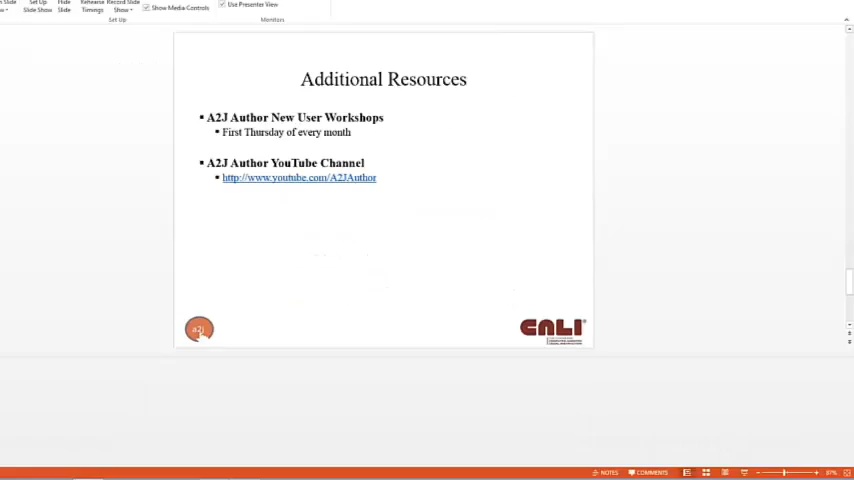 Set Up
Hide
Rehearse
Record Slide
Slide Show
Slide
Timings
Show
Show Media Controls
Use Presenter View
Set Up
Monitors
Additional Resources
▪ A2J Author New User Workshops
▪ First Thursday of every month
▪ A2J Author YouTube Channel
▪ http://www.youtube.com/A2JAuthor
a2j
CALI®
NOTES
COMMENTS